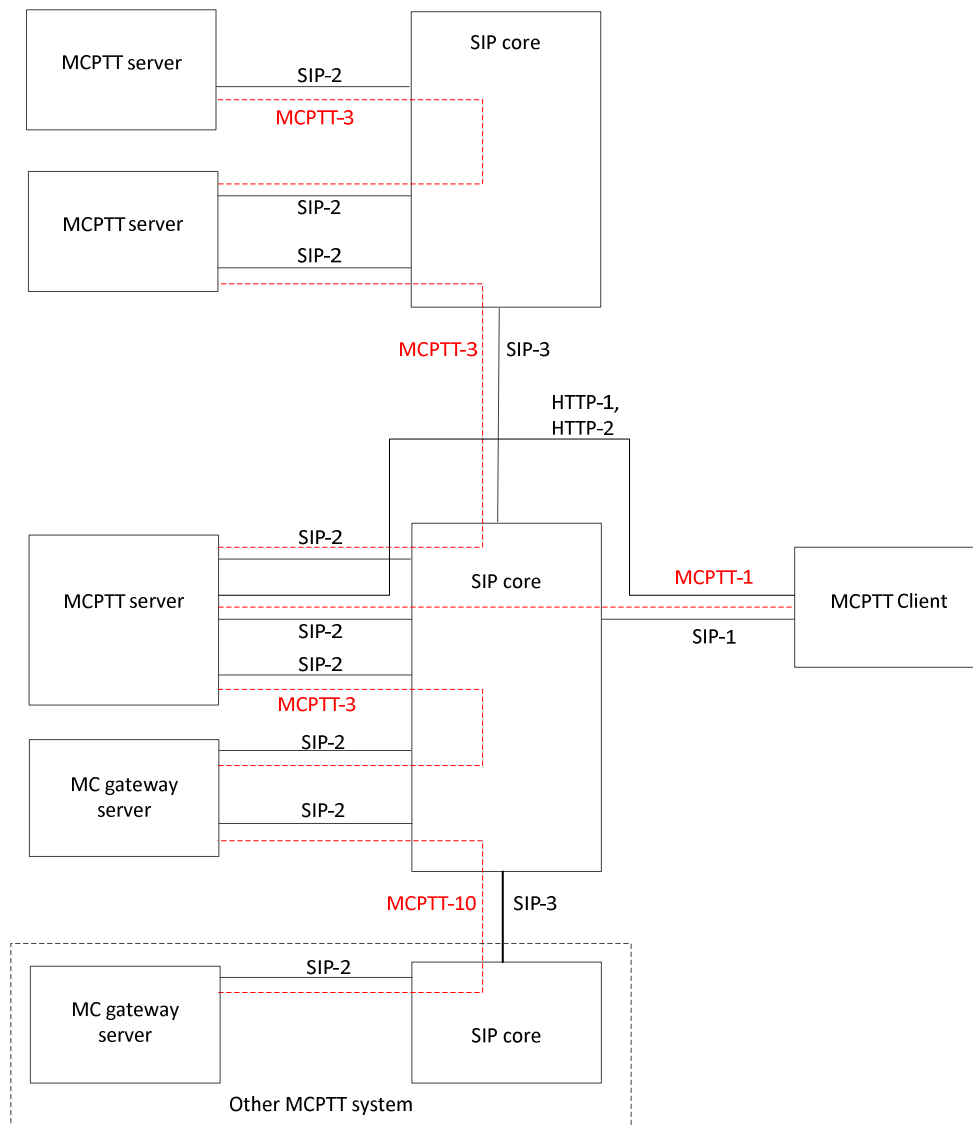 SIP core
MCPTT server
SIP-2
MCPTT-3
SIP-2
MCPTT server
SIP-2
MCPTT-3
SIP-3
HTTP-1,
HTTP-2
SIP-2
SIP core
MCPTT-1
MCPTT server
MCPTT Client
SIP-2
SIP-1
SIP-2
MCPTT-3
SIP-2
MC gateway
server
SIP-2
MCPTT-10
SIP-3
SIP-2
MC gateway
server
SIP core
Other MCPTT system